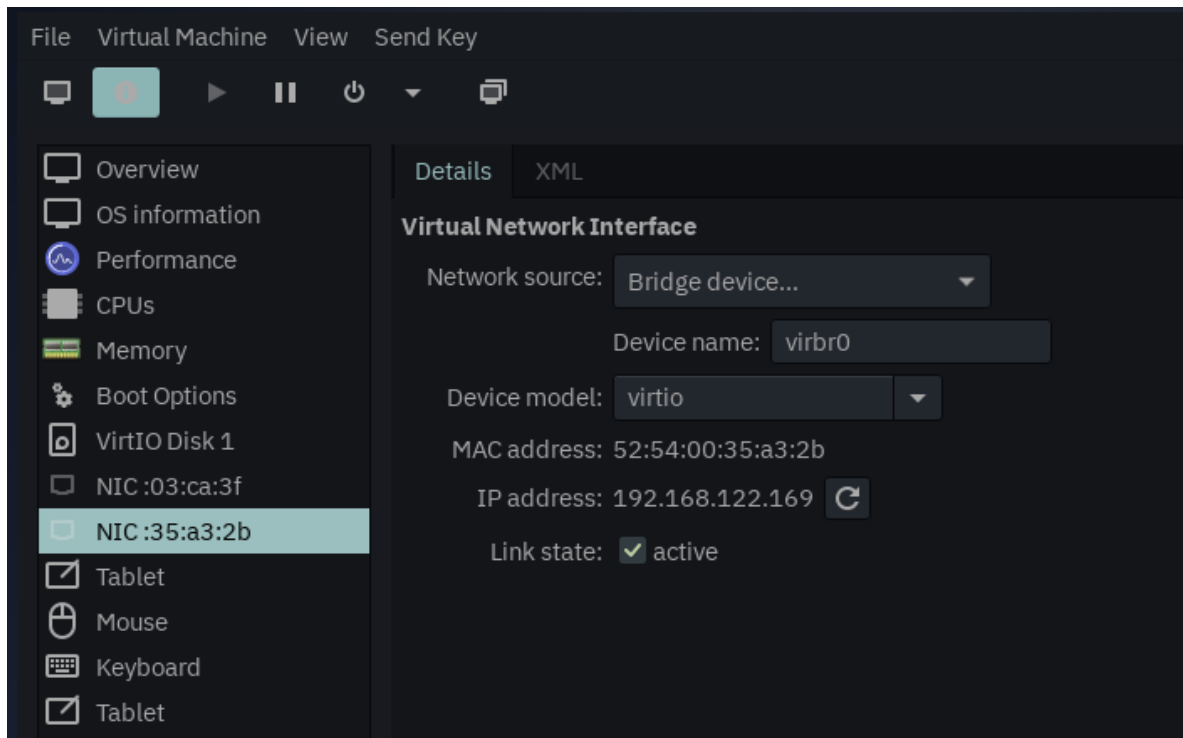 File Virtual Machine View Send Key
Overview
OS information
Performance
CPUs
Memory
Boot Options
VirtIO Disk 1
NIC :03:ca:3f
NIC :35:a3:2b
Tablet
Mouse
Keyboard
Tablet
Details XML
Virtual Network Interface
Network source: Bridge device...
Device name: virbr0
Device model: virtio
MAC address: 52:54:00:35:a3:2b
IP address: 192.168.122.169
Link state: active